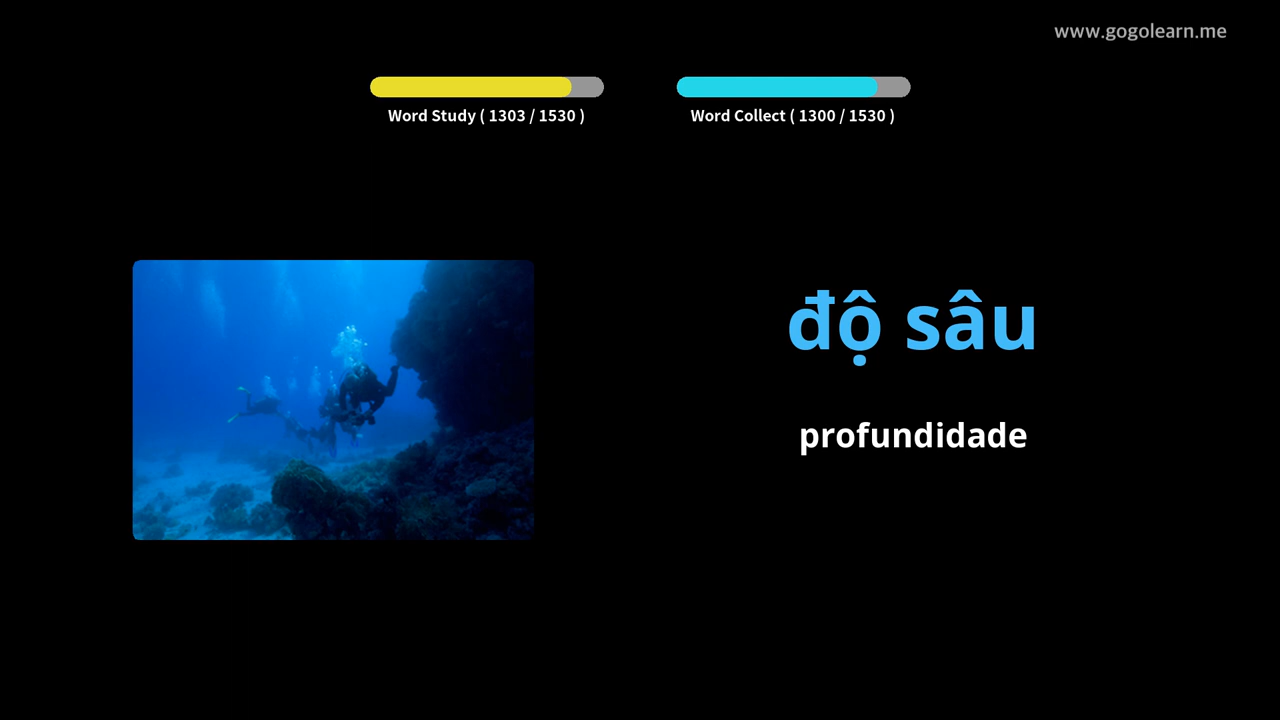 www.gogolearn.me
Word Study ( 1303 / 1530 )
Word Collect ( 1300 / 1530 )
độ sâu
profundidade